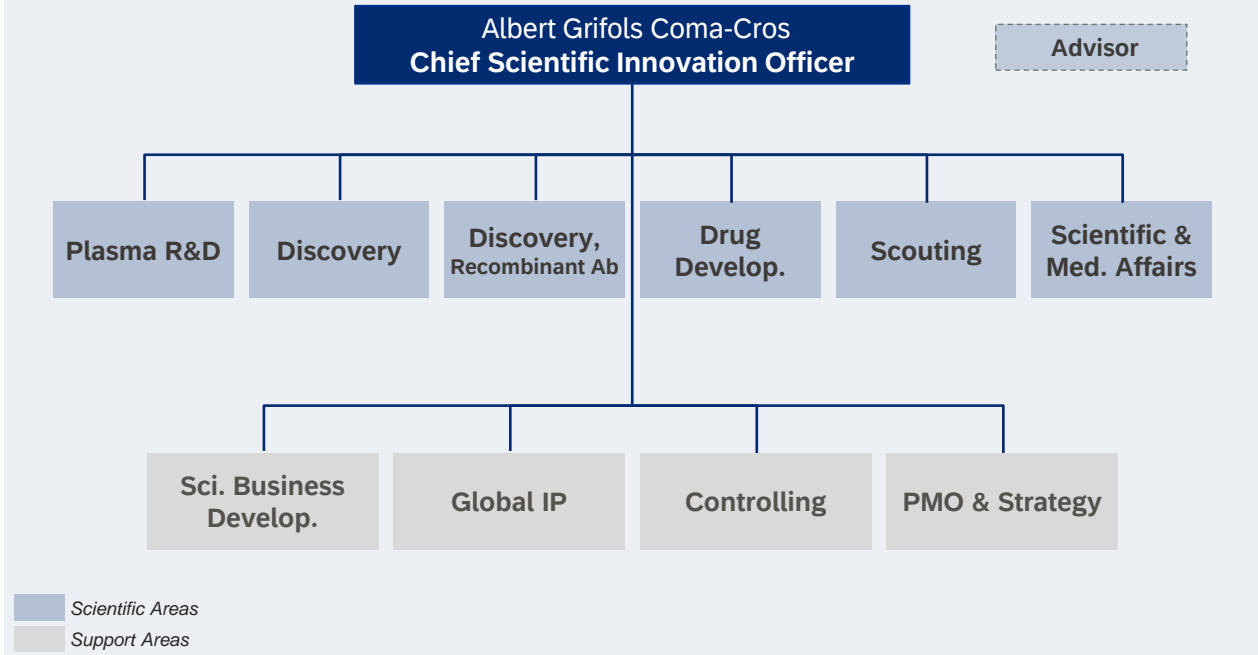 Albert Grifols Coma-Cros
Chief Scientific Innovation Officer
Advisor
Plasma R&D
Discovery
Discovery,
Recombinant Ab
Drug
Develop.
Scouting
Scientific &
Med. Affairs
Sci. Business
Develop.
Global IP
Controlling
PMO & Strategy
Scientific Areas
Support Areas